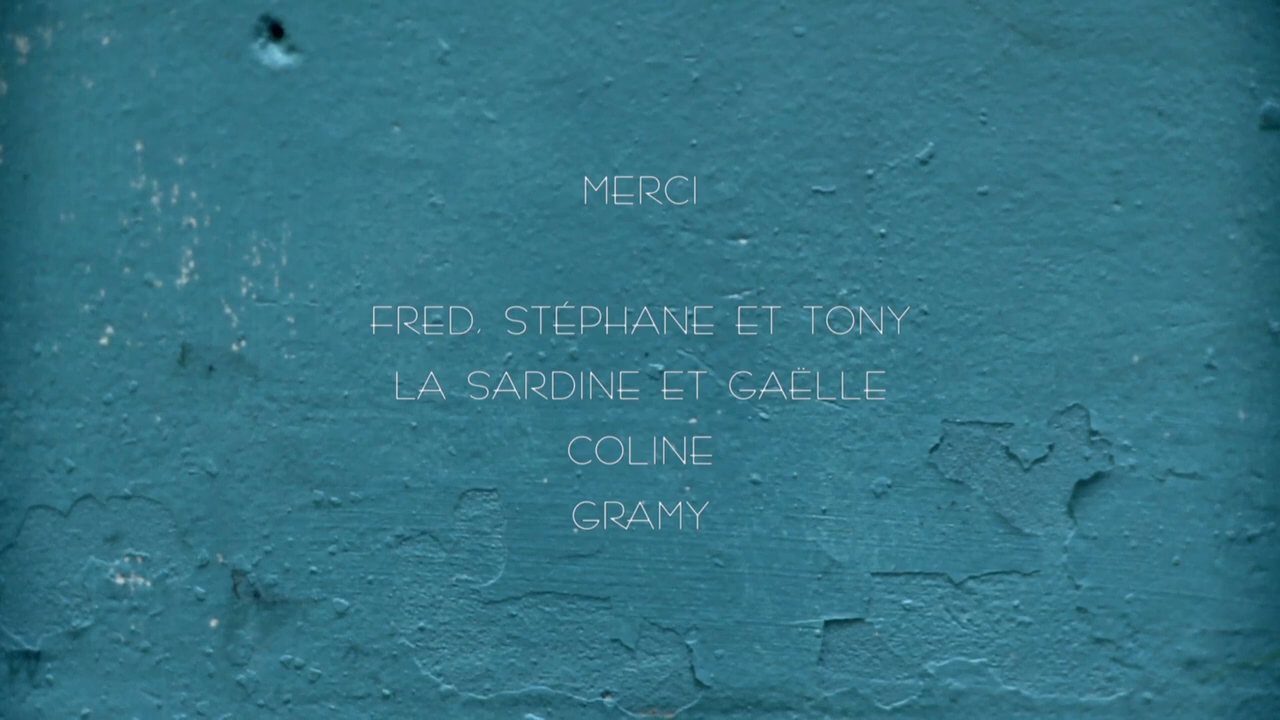 MERCI
FRED, STÉPHANE ET TONY
LA SARDINE ET GAËLLE
COLINE
GRAMY